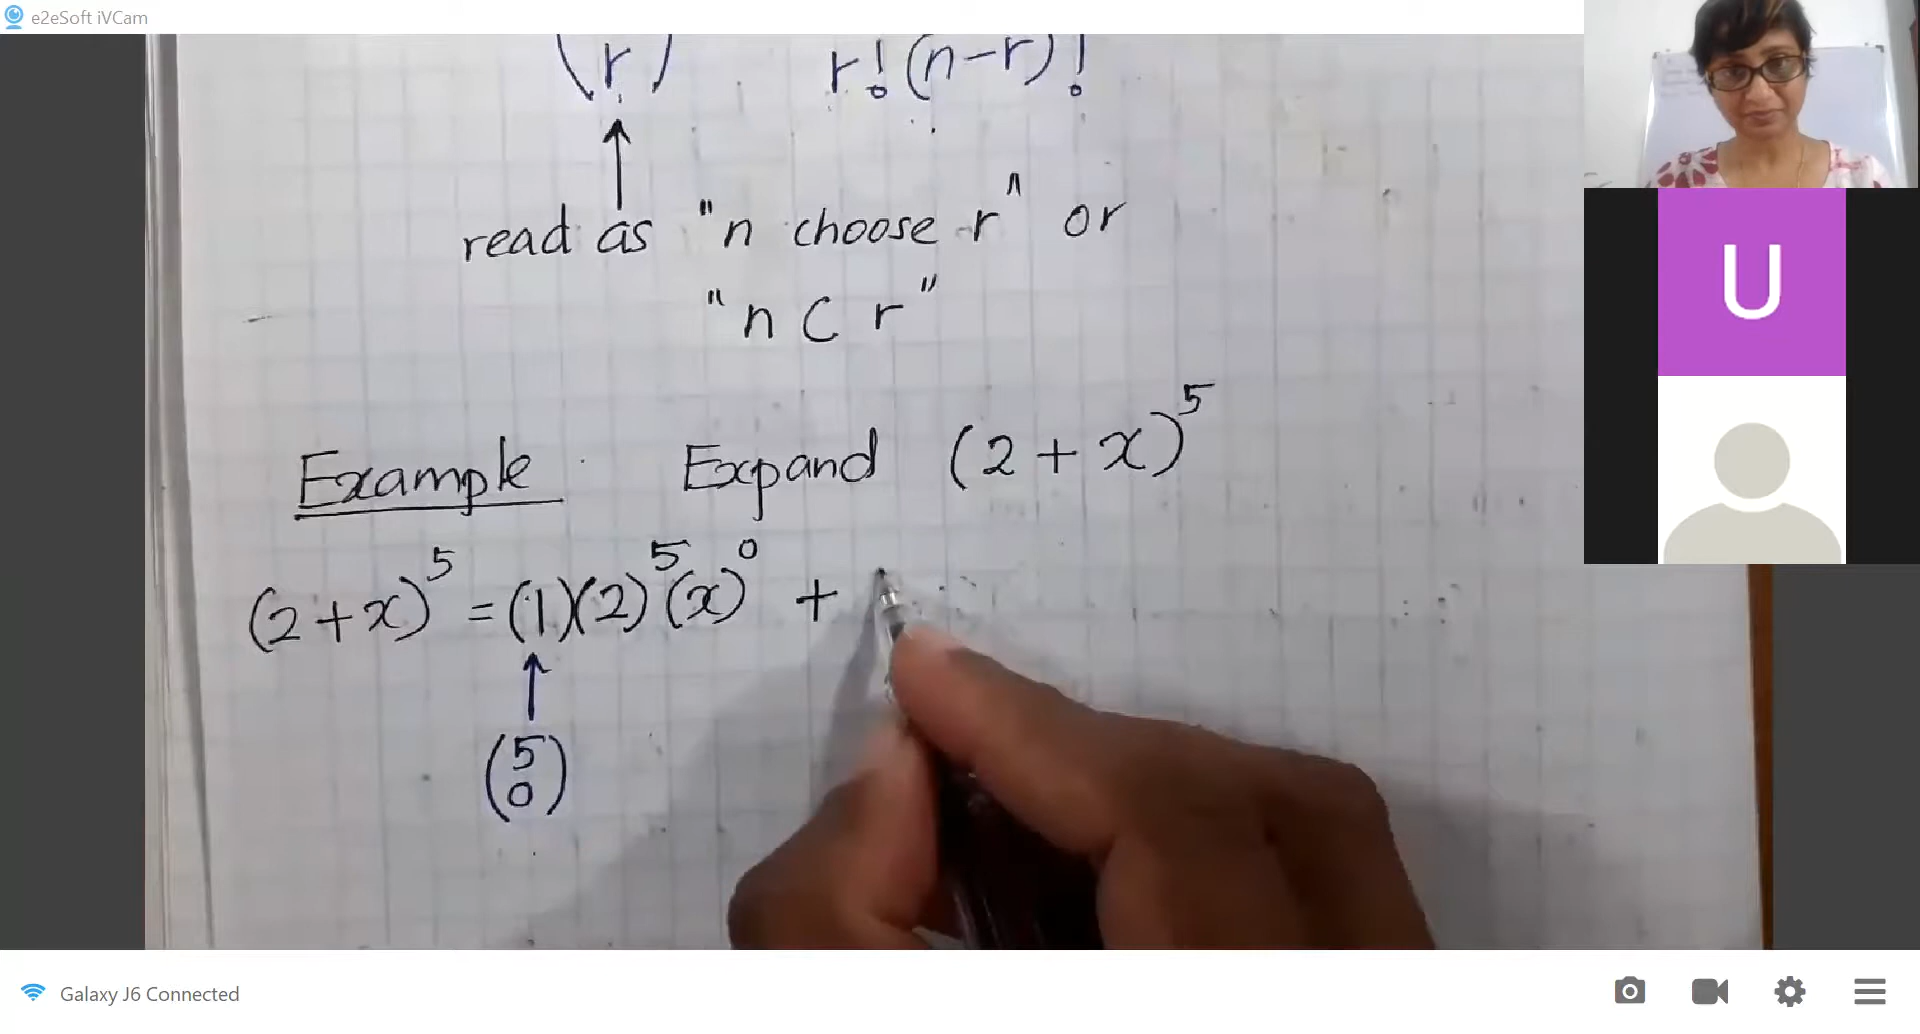 e2eSoft iVCam
(r) r!(n-r)!
read as "n choose r" or
"n C r"
Example Expand (2 + x)⁵
(2 + x)⁵ = (1)(2)⁵(x)⁰ +
(5
0)
U
Galaxy J6 Connected